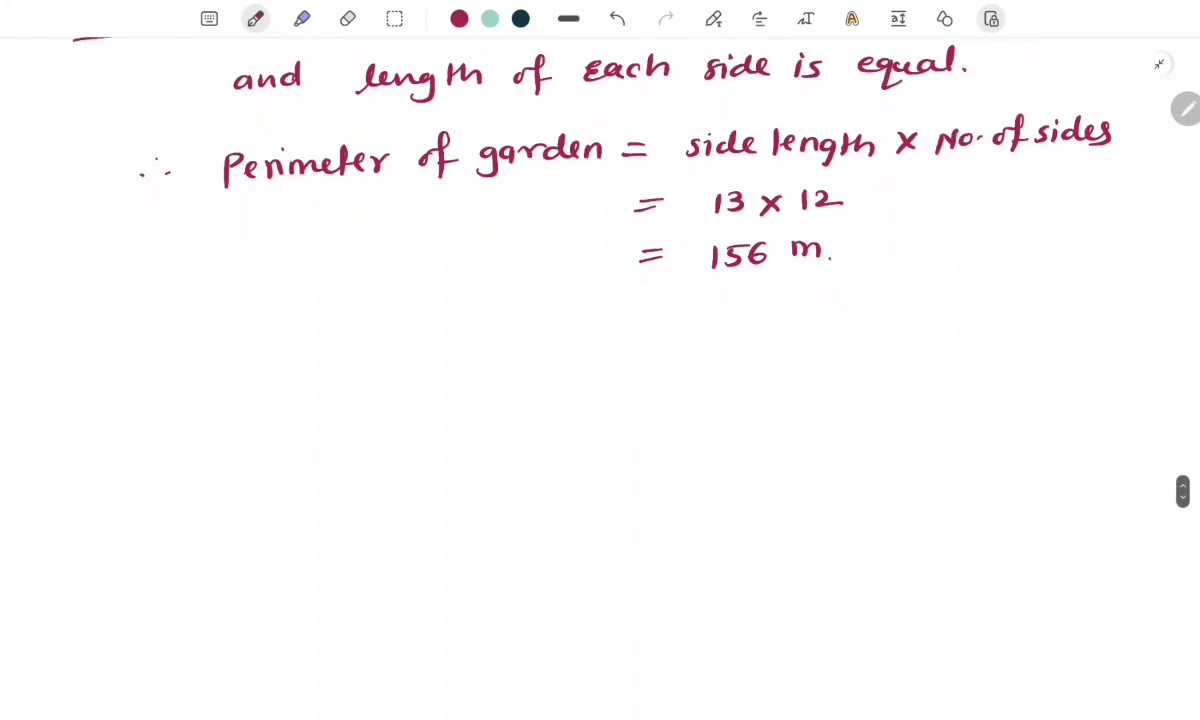 and length of Each side is equal.
∴ Perimeter of garden = side length × No. of sides
= 13 × 12
= 156 m.